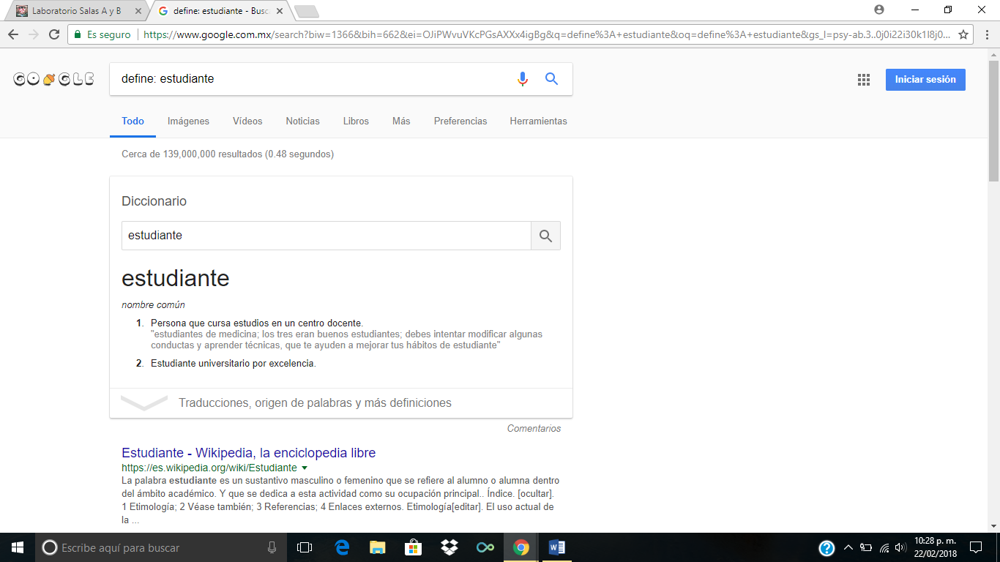 Laboratorio Salas A y B
define: estudiante - Busc
Es seguro
https://www.google.com.mx/search?biw=1366&bih=662&ei=OJiPWvuVKcPGsAXXx4igBg&q=define%3A+estudiante&oq=define%3A+estudiante&gs_l=psy-ab.3..0j0i22i30k1l8j0...
GOOGLE
define: estudiante
Iniciar sesión
Todo Imágenes Vídeos Noticias Libros Más Preferencias Herramientas
Cerca de 139,000,000 resultados (0.48 segundos)
Diccionario
estudiante
estudiante
nombre común
1. Persona que cursa estudios en un centro docente.
"estudiantes de medicina; los tres eran buenos estudiantes; debes intentar modificar algunas
conductas y aprender técnicas, que te ayuden a mejorar tus hábitos de estudiante"
2. Estudiante universitario por excelencia.
Traducciones, origen de palabras y más definiciones
Comentarios
Estudiante - Wikipedia, la enciclopedia libre
https://es.wikipedia.org/wiki/Estudiante
La palabra estudiante es un sustantivo masculino o femenino que se refiere al alumno o alumna dentro
del ámbito académico. Y que se dedica a esta actividad como su ocupación principal.. Índice. [ocultar].
1 Etimología; 2 Véase también; 3 Referencias; 4 Enlaces externos. Etimología[editar]. El uso actual de
la ...
Escribe aquí para buscar
10:28 p. m.
22/02/2018